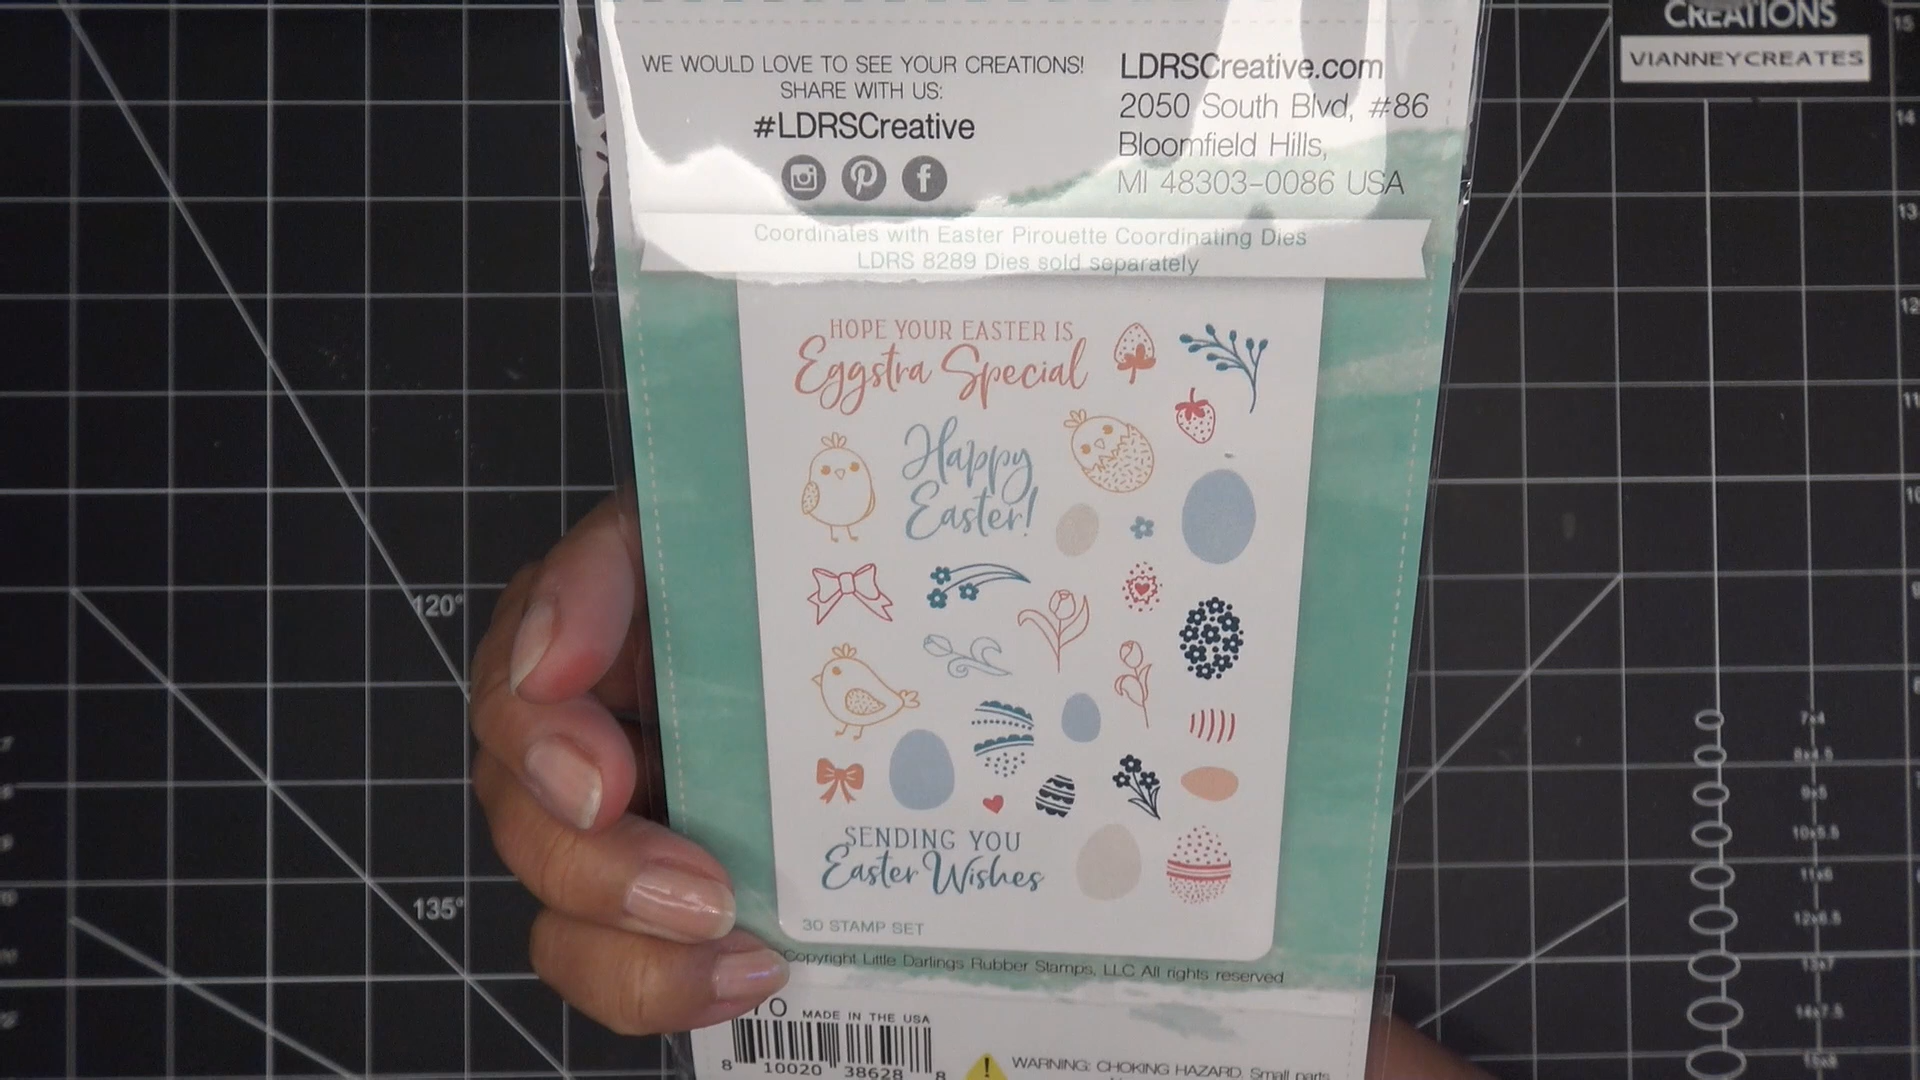 WE WOULD LOVE TO SEE YOUR CREATIONS!
SHARE WITH US:
#LDRSCreative
LDRSCreative.com
2050 South Blvd, #86
Bloomfield Hills,
MI 48303-0086 USA
Coordinates with Easter Pirouette Coordinating Dies
LDRS 8289 Dies sold separately
HOPE YOUR EASTER IS
Eggstra Special
Happy
Easter!
SENDING YOU
Easter Wishes
30 STAMP SET
Copyright Little Darlings Rubber Stamps, LLC All rights reserved
MADE IN THE USA
8 10020 38628 8
WARNING: CHOKING HAZARD. Small parts
CREATIONS
VIANNEYCREATES
15
14
13
12
11
10
120°
135°
7x4
8x4.5
9x5
10x5.5
11x6
12x6.5
13x7
14x7.5